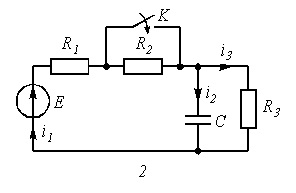 K
R₁
R₂
i₃
i₂
E
C
R₃
i₁
2